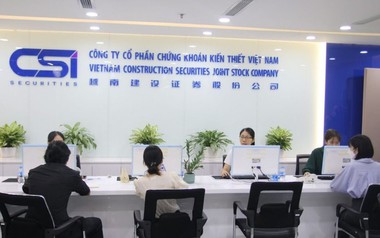 CSI
SECURITIES
CÔNG TY CỔ PHẦN CHỨNG KHOÁN KIẾN THIẾT VIỆT NAM
VIETNAM CONSTRUCTION SECURITIES JOINT STOCK COMPANY
越南建设证券股份公司